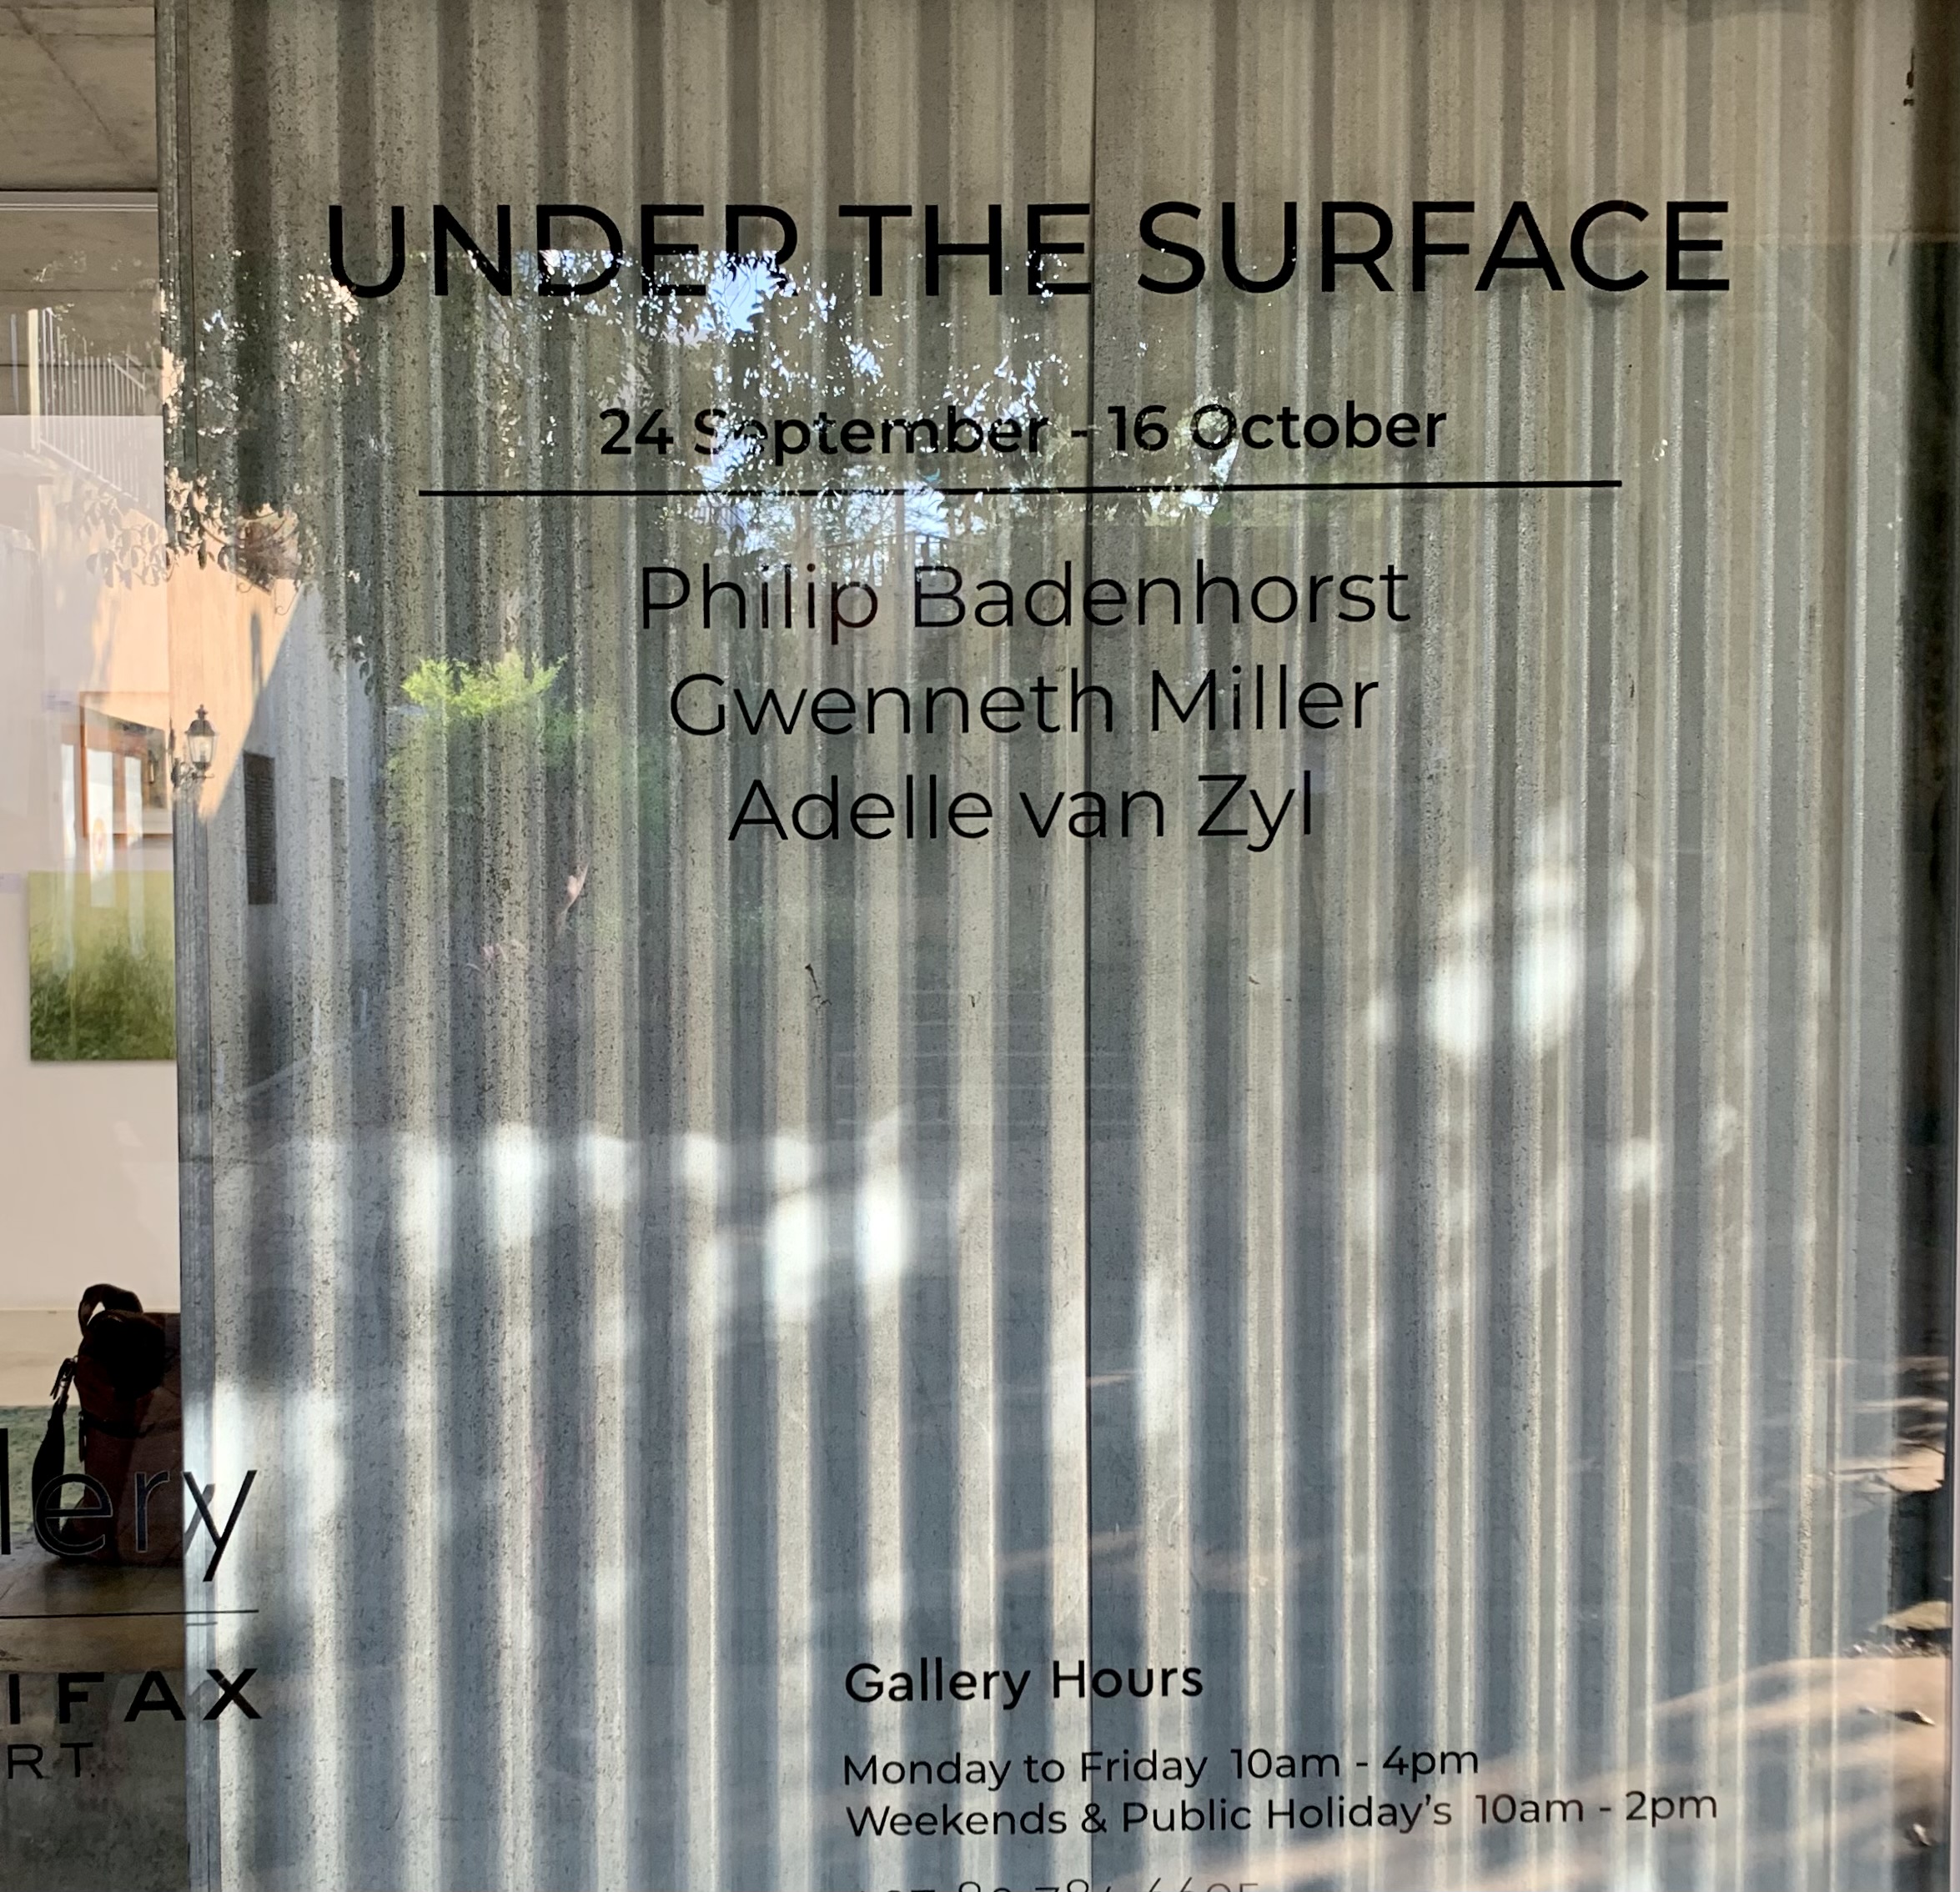 UNDER THE SURFACE
24 September - 16 October
Philip Badenhorst
Gwenneth Miller
Adelle van Zyl
Gallery Hours
Monday to Friday 10am - 4pm
Weekends & Public Holiday's 10am - 2pm